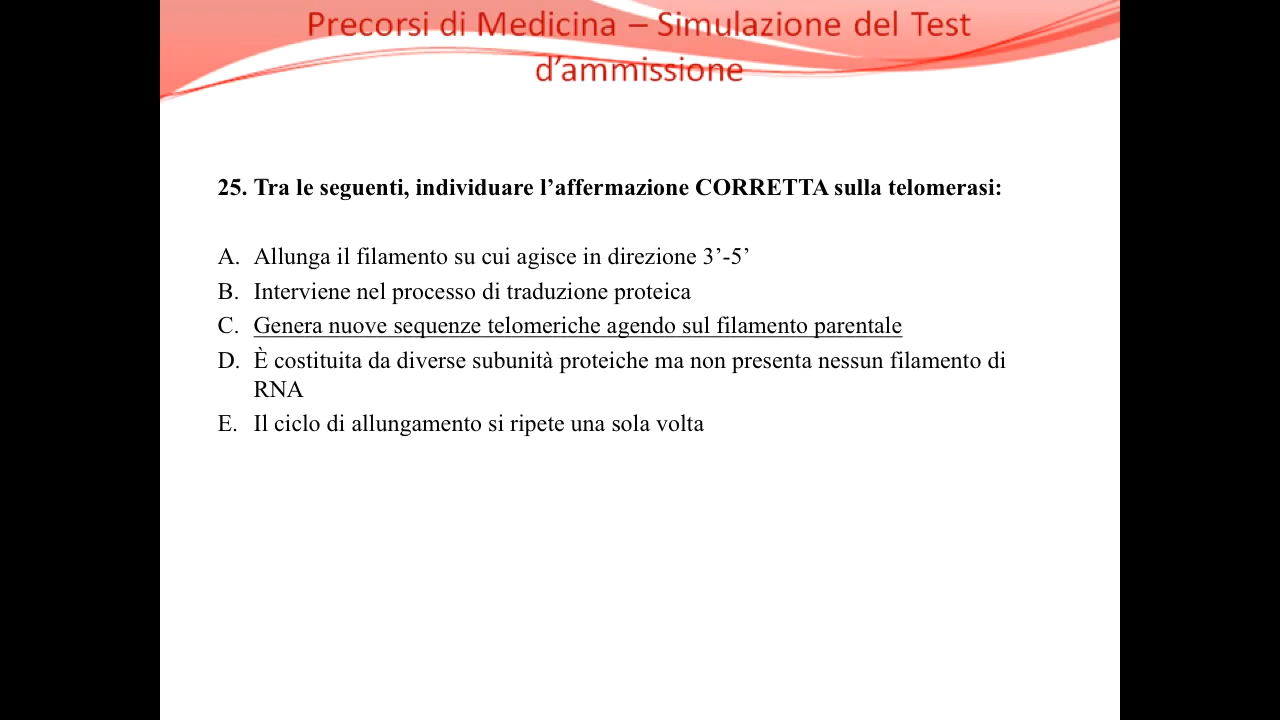 Precorsi di Medicina – Simulazione del Test
d’ammissione
25. Tra le seguenti, individuare l’affermazione CORRETTA sulla telomerasi:
A. Allunga il filamento su cui agisce in direzione 3’-5’
B. Interviene nel processo di traduzione proteica
C. Genera nuove sequenze telomeriche agendo sul filamento parentale
D. È costituita da diverse subunità proteiche ma non presenta nessun filamento di
RNA
E. Il ciclo di allungamento si ripete una sola volta